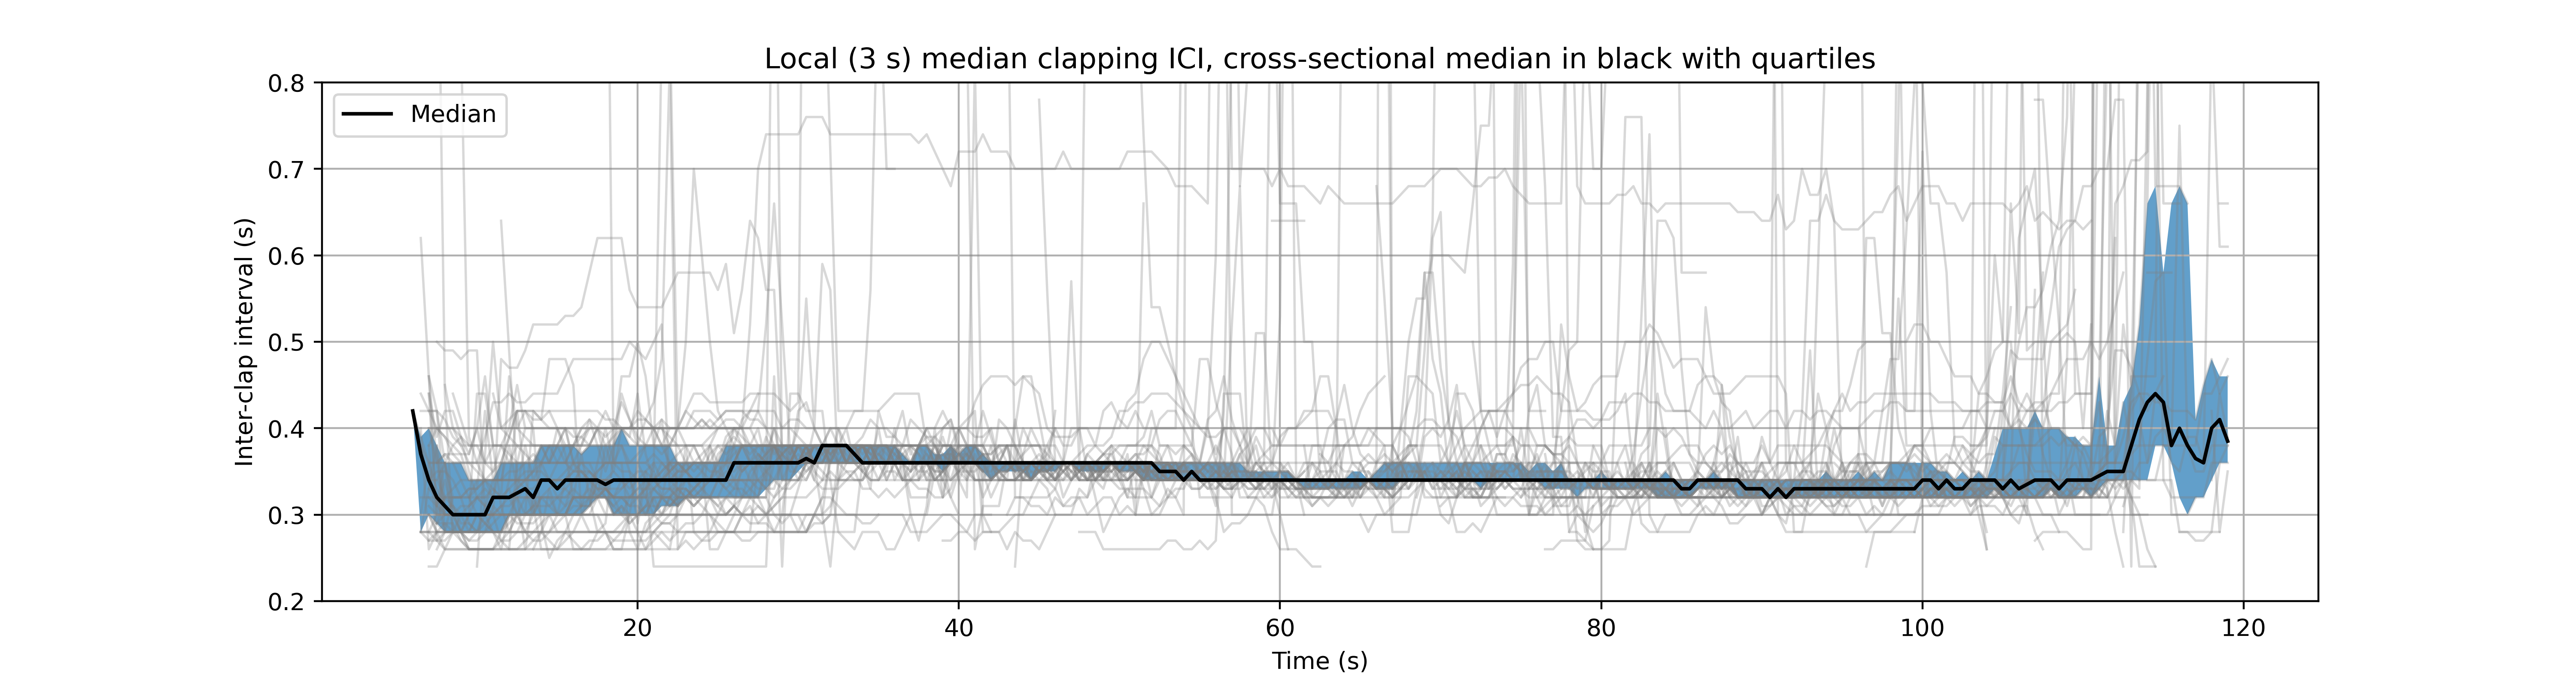 Local (3 s) median clapping ICI, cross-sectional median in black with quartiles
Median
Inter-clap interval (s)
0.8
0.7
0.6
0.5
0.4
0.3
0.2
20 40 60 80 100 120
Time (s)